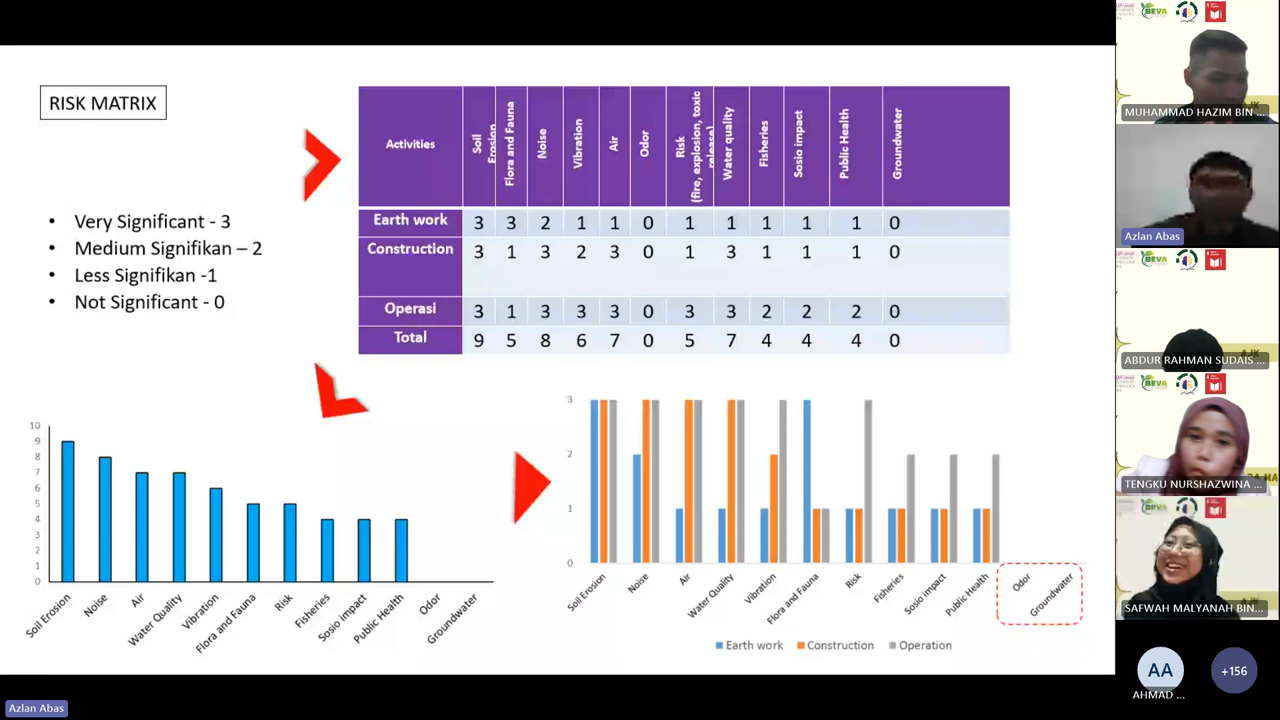 RISK MATRIX
Very Significant - 3
Medium Signifikan – 2
Less Signifikan -1
Not Significant - 0
Activities Soil Erosion Flora and Fauna Noise Vibration Air Odor Risk (fire, explosion, toxic release) Water quality Fisheries Sosio impact Public Health Groundwater
Earth work 3 3 2 1 1 0 1 1 1 1 1 0
Construction 3 1 3 2 3 0 1 3 1 1 1 0
Operasi 3 1 3 3 3 0 3 3 2 2 2 0
Total 9 5 8 6 7 0 5 7 4 4 4 0
10
9
8
7
6
5
4
3
2
1
0
Soil Erosion Noise Air Water Quality Vibration Flora and Fauna Risk Fisheries Sosio impact Public Health Odor Groundwater
3
2
1
0
Soil Erosion Noise Air Water Quality Vibration Flora and Fauna Risk Fisheries Sosio Impact Public Health Odor Groundwater
Earth work Construction Operation
BEVA
MUHAMMAD HAZIM BIN ...
Azlan Abas
BEVA
AJK
ABDUR RAHMAN SUDAIS ...
BEVA
TENGKU NURSHAZWINA ...
BEVA
SAFWAH MALYANAH BIN...
AA
+156
AHMAD ...
Azlan Abas